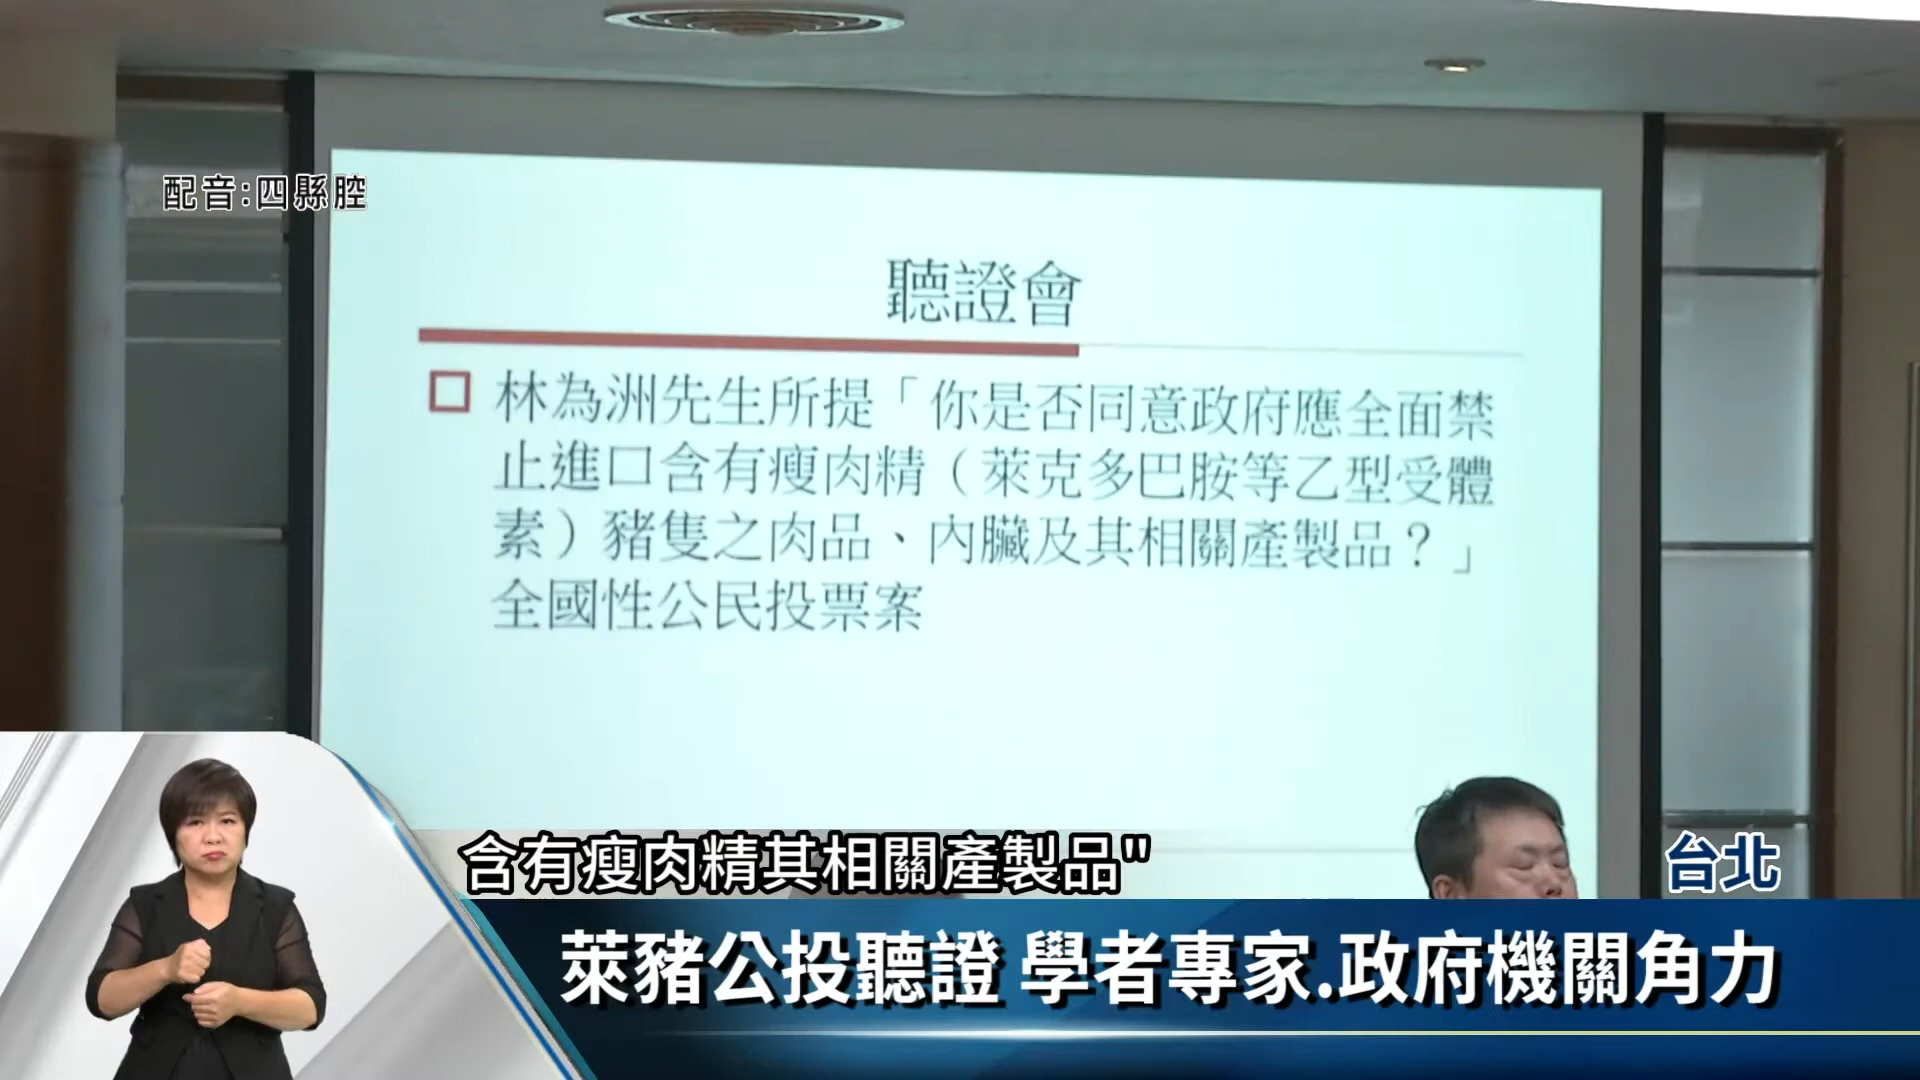 配音:四縣腔
聽證會
林為洲先生所提「你是否同意政府應全面禁
止進口含有瘦肉精（萊克多巴胺等乙型受體
素）豬隻之肉品、內臟及其相關產製品？」
全國性公民投票案
含有瘦肉精其相關產製品"
台北
萊豬公投聽證 學者專家.政府機關角力